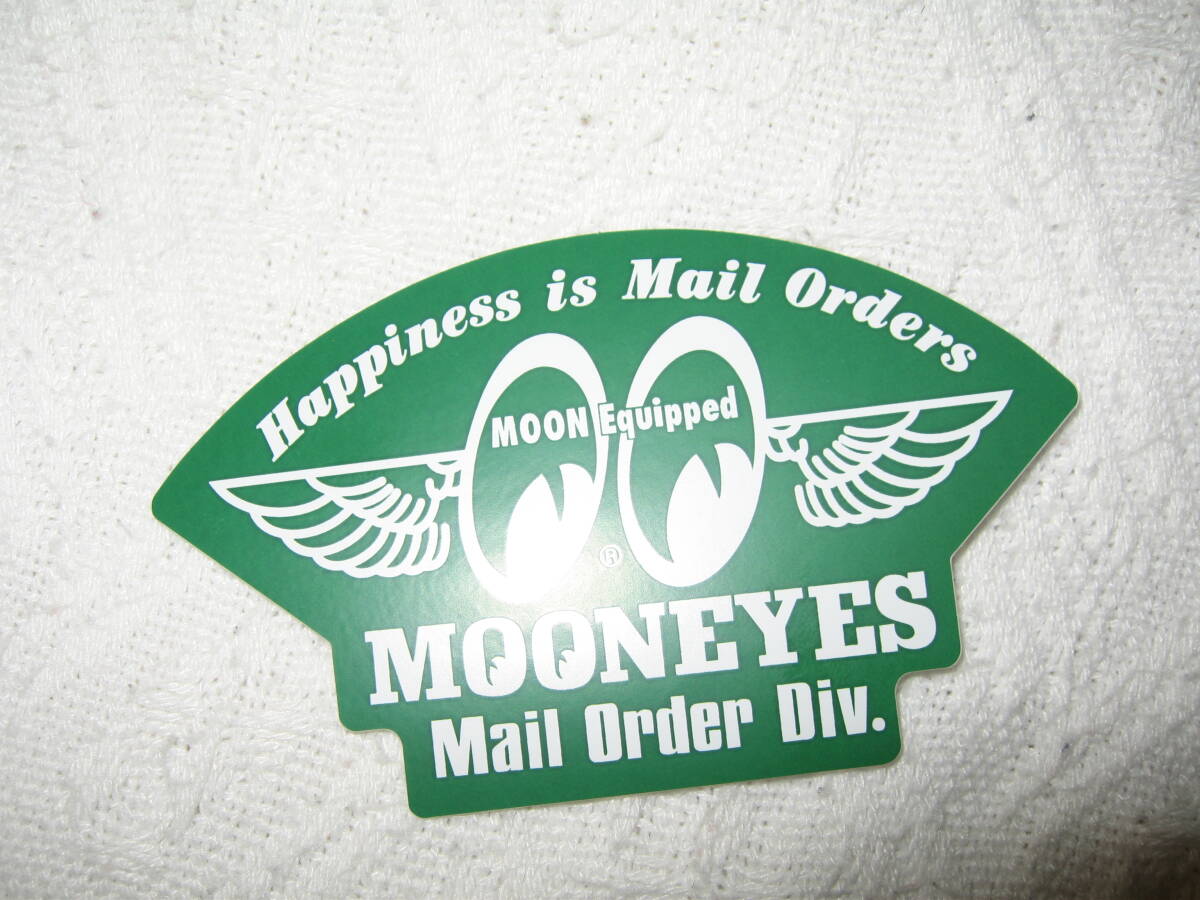 Happiness is Mail Orders
MOON Equipped
®
MOONEYES
Mail Order Div.